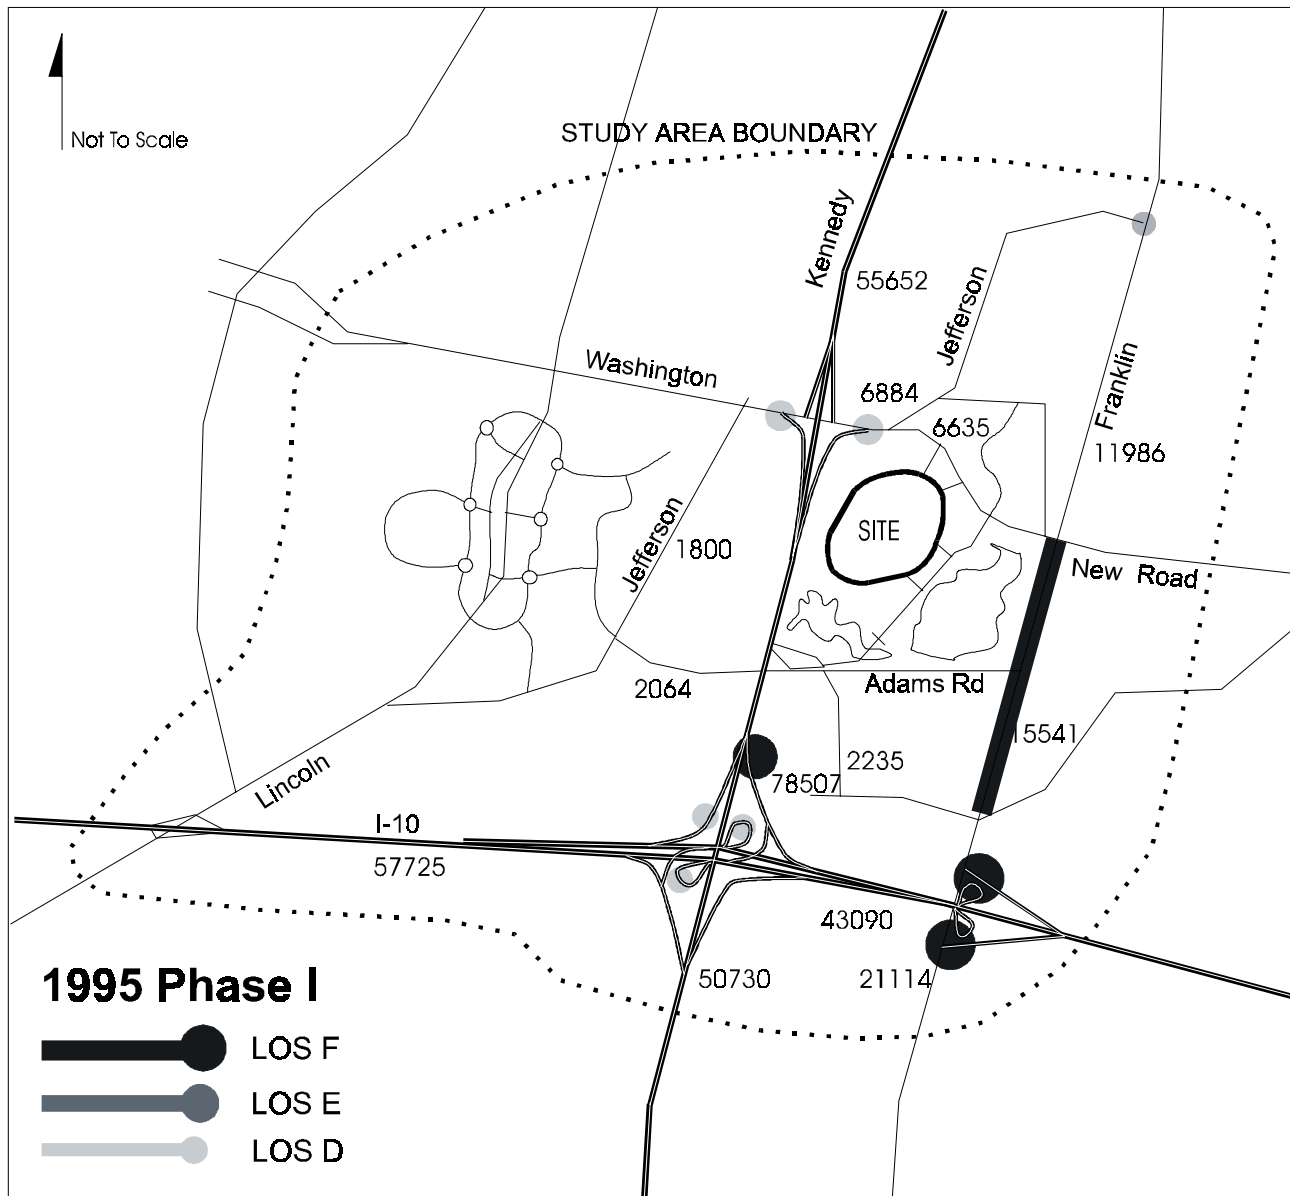 Not To Scale
STUDY AREA BOUNDARY
Kennedy
55652
Jefferson
Washington
6884
Franklin
6635
11986
SITE
Jefferson
1800
New Road
Adams Rd
2064
15541
2235
78507
Lincoln
I-10
57725
43090
50730
21114
1995 Phase I
LOS F
LOS E
LOS D